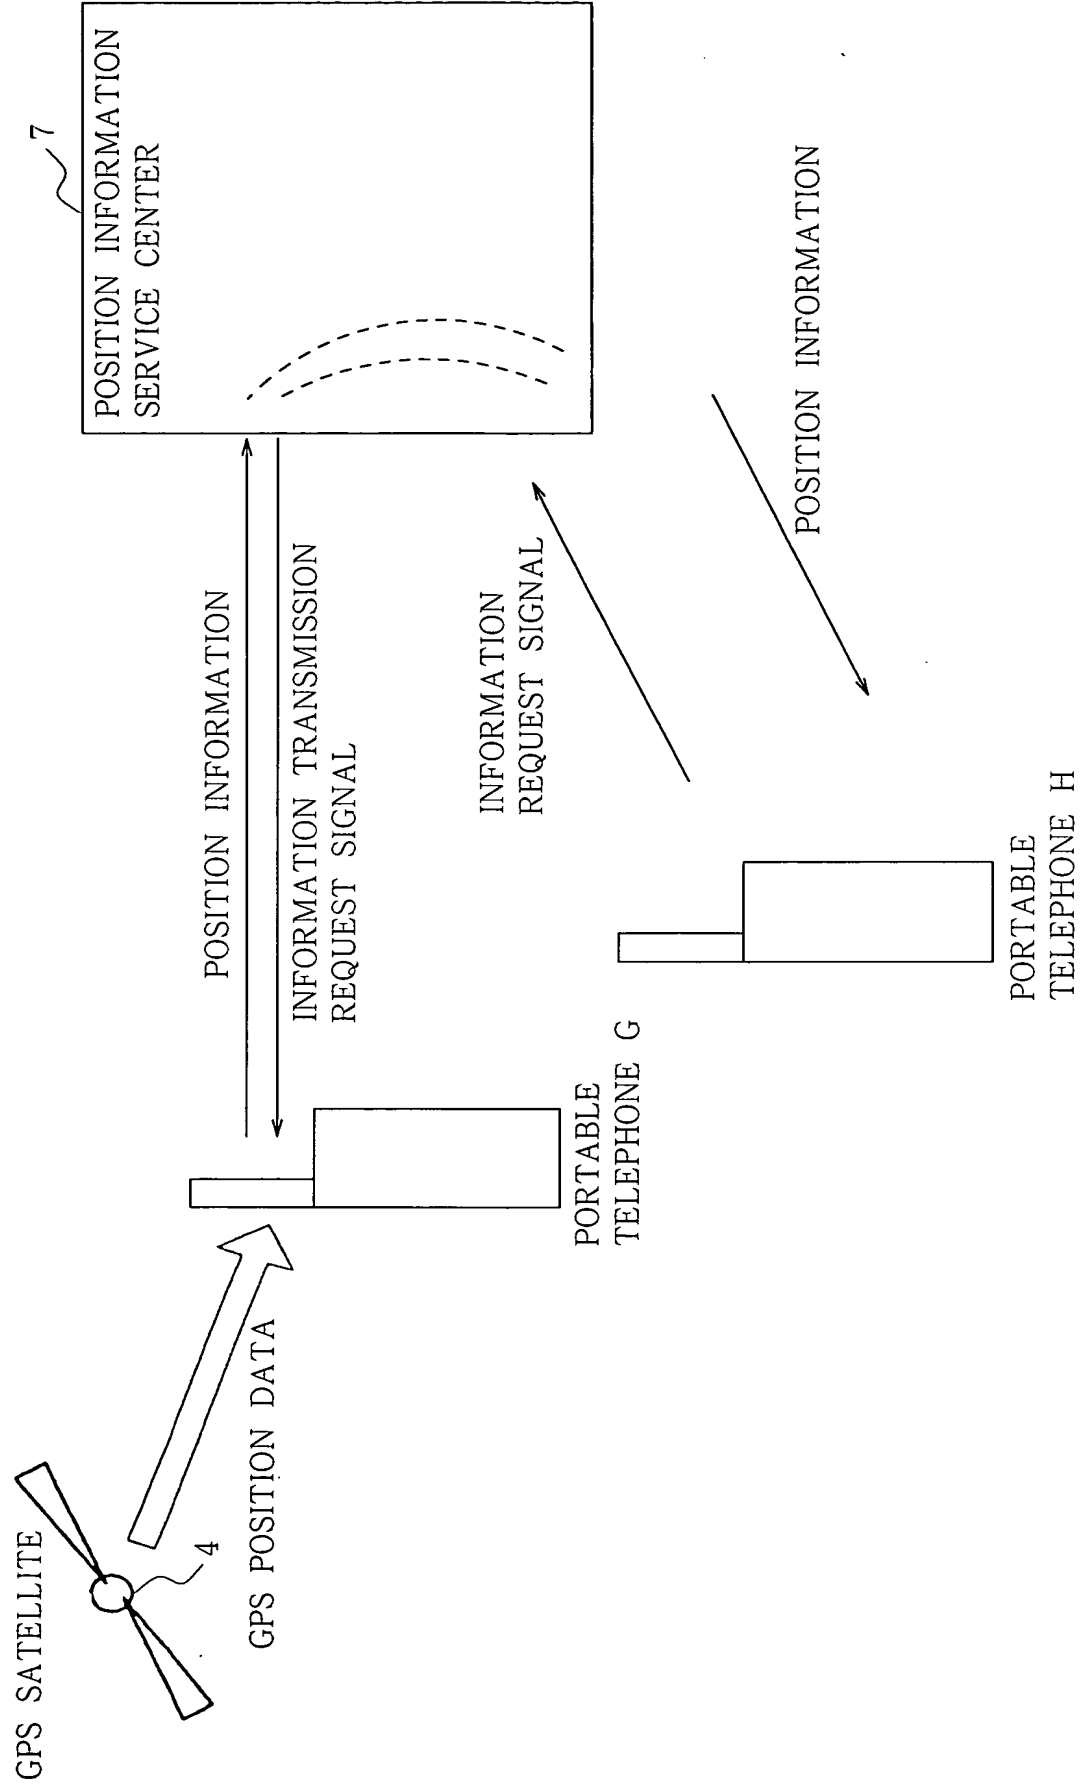 GPS SATELLITE
4
GPS POSITION DATA
POSITION INFORMATION
INFORMATION TRANSMISSION
REQUEST SIGNAL
7
POSITION INFORMATION
SERVICE CENTER
PORTABLE
TELEPHONE G
INFORMATION
REQUEST SIGNAL
POSITION INFORMATION
PORTABLE
TELEPHONE H